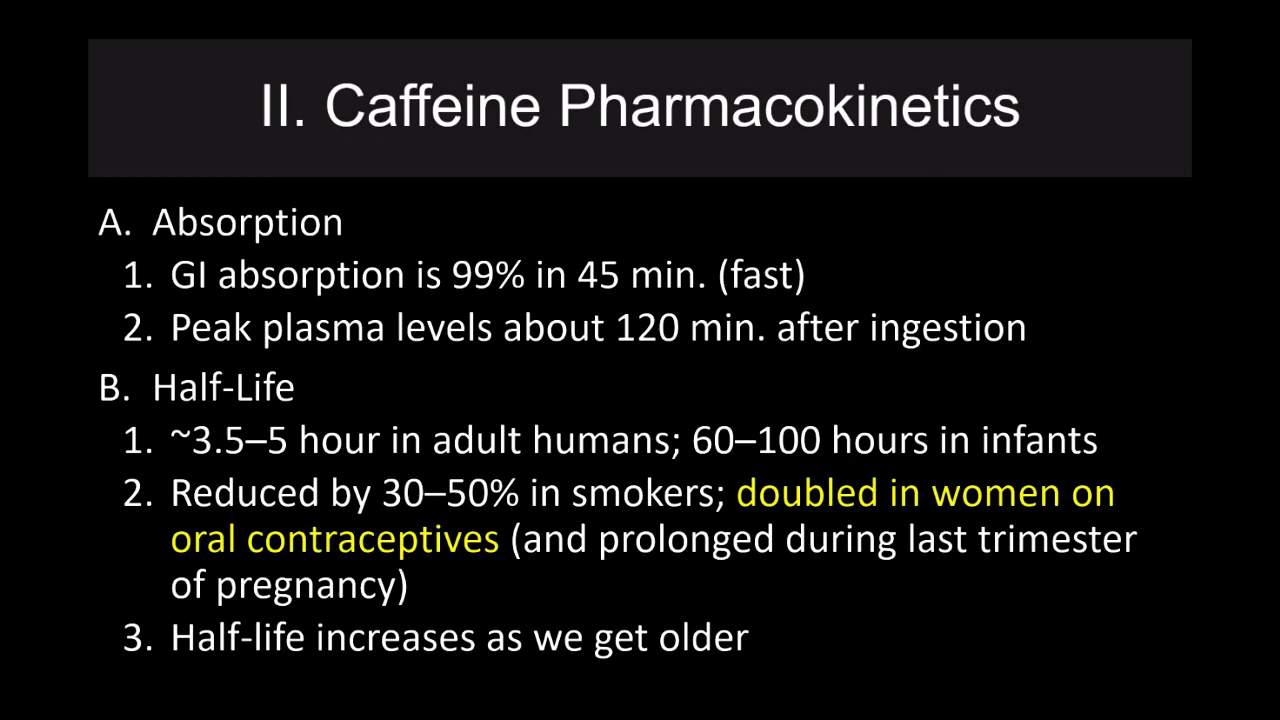 II. Caffeine Pharmacokinetics
A. Absorption
1. GI absorption is 99% in 45 min. (fast)
2. Peak plasma levels about 120 min. after ingestion
B. Half-Life
1. ~3.5–5 hour in adult humans; 60–100 hours in infants
2. Reduced by 30–50% in smokers; doubled in women on
oral contraceptives (and prolonged during last trimester
of pregnancy)
3. Half-life increases as we get older